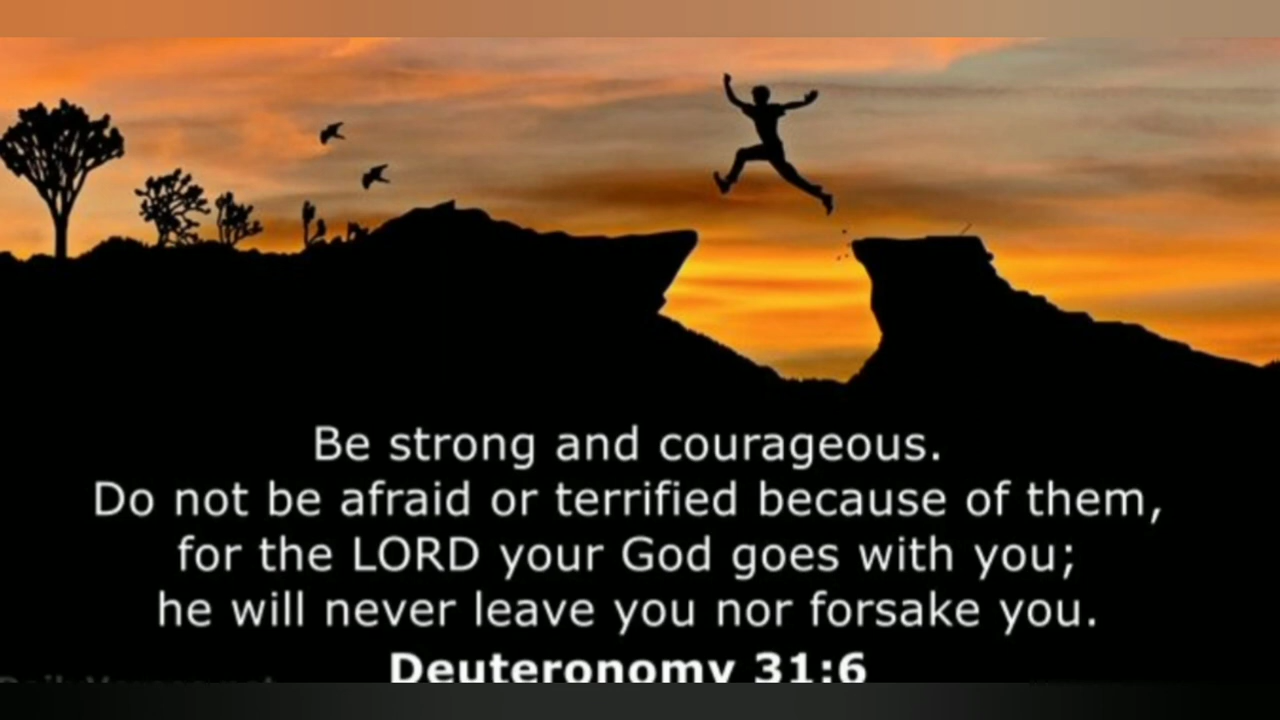 Be strong and courageous.
Do not be afraid or terrified because of them,
for the LORD your God goes with you;
he will never leave you nor forsake you.
Deuteronomy 31:6